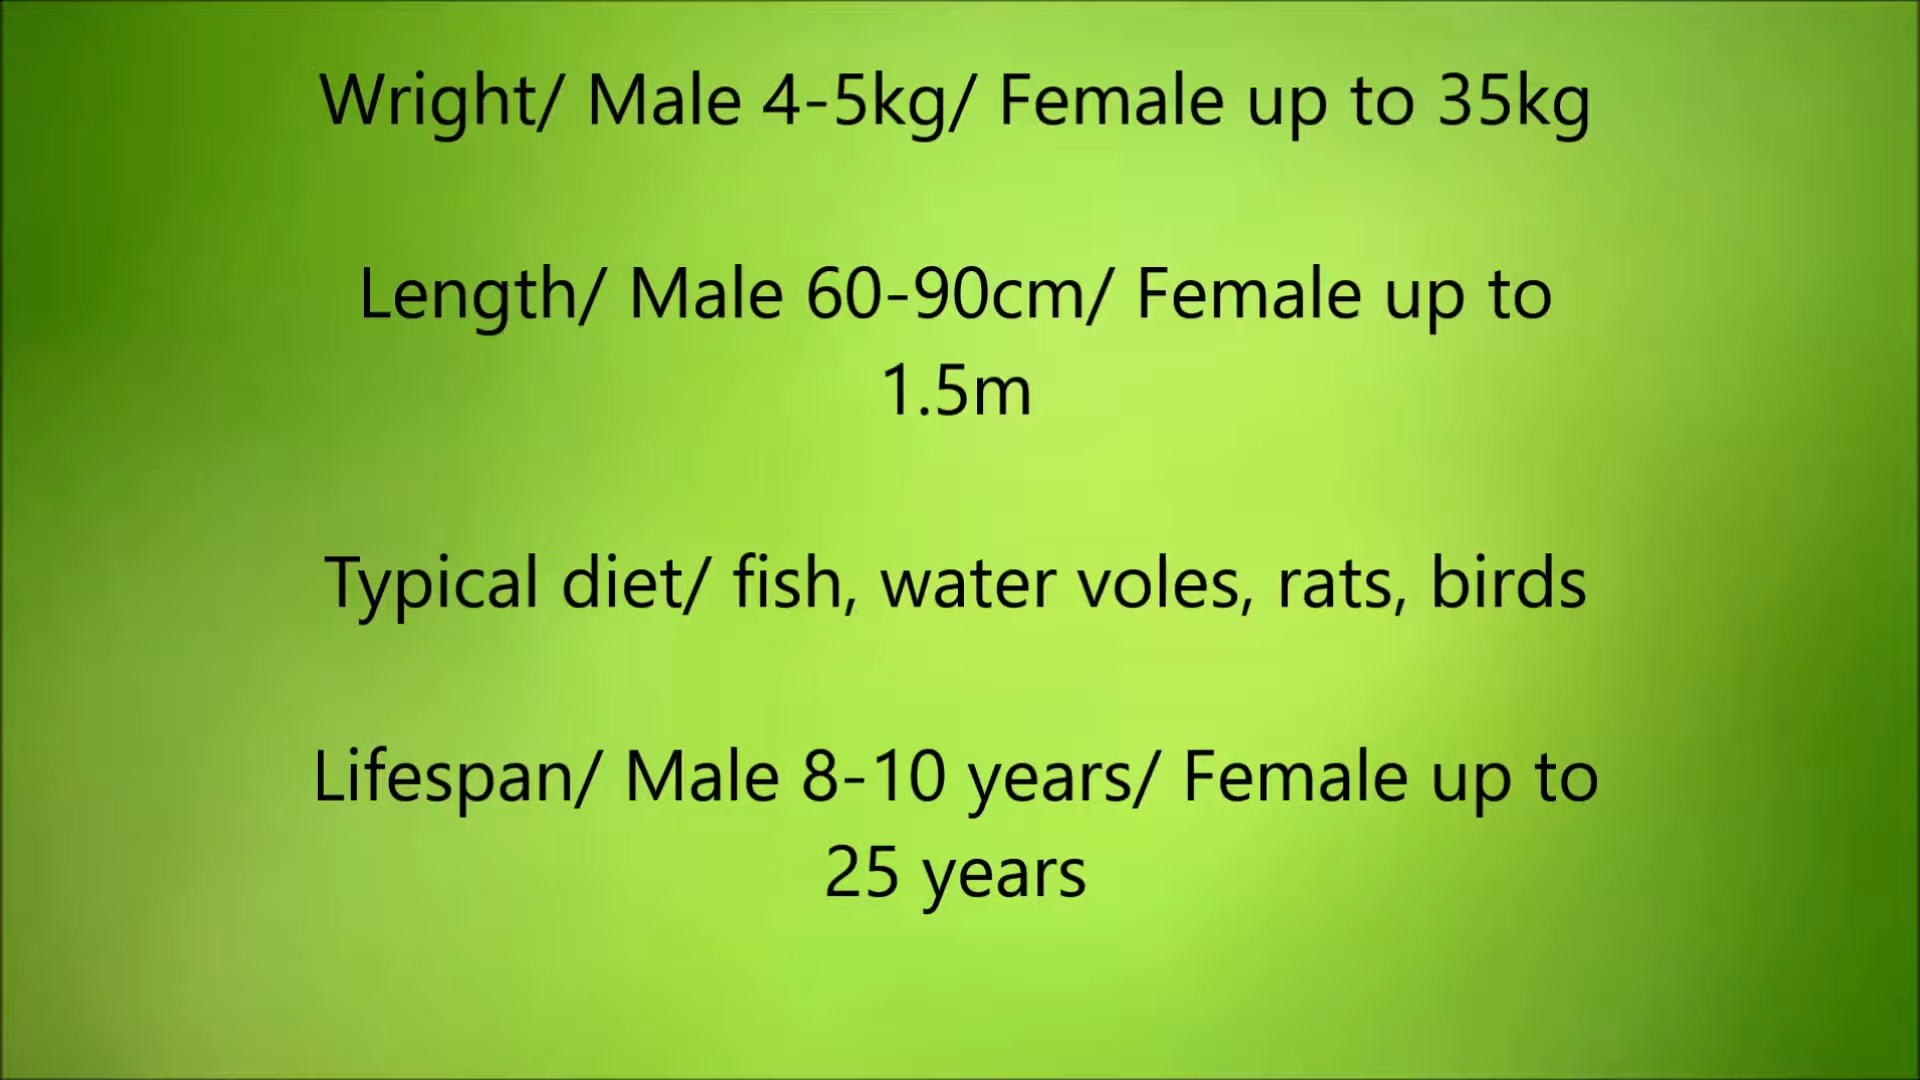 Wright/ Male 4-5kg/ Female up to 35kg
Length/ Male 60-90cm/ Female up to
1.5m
Typical diet/ fish, water voles, rats, birds
Lifespan/ Male 8-10 years/ Female up to
25 years